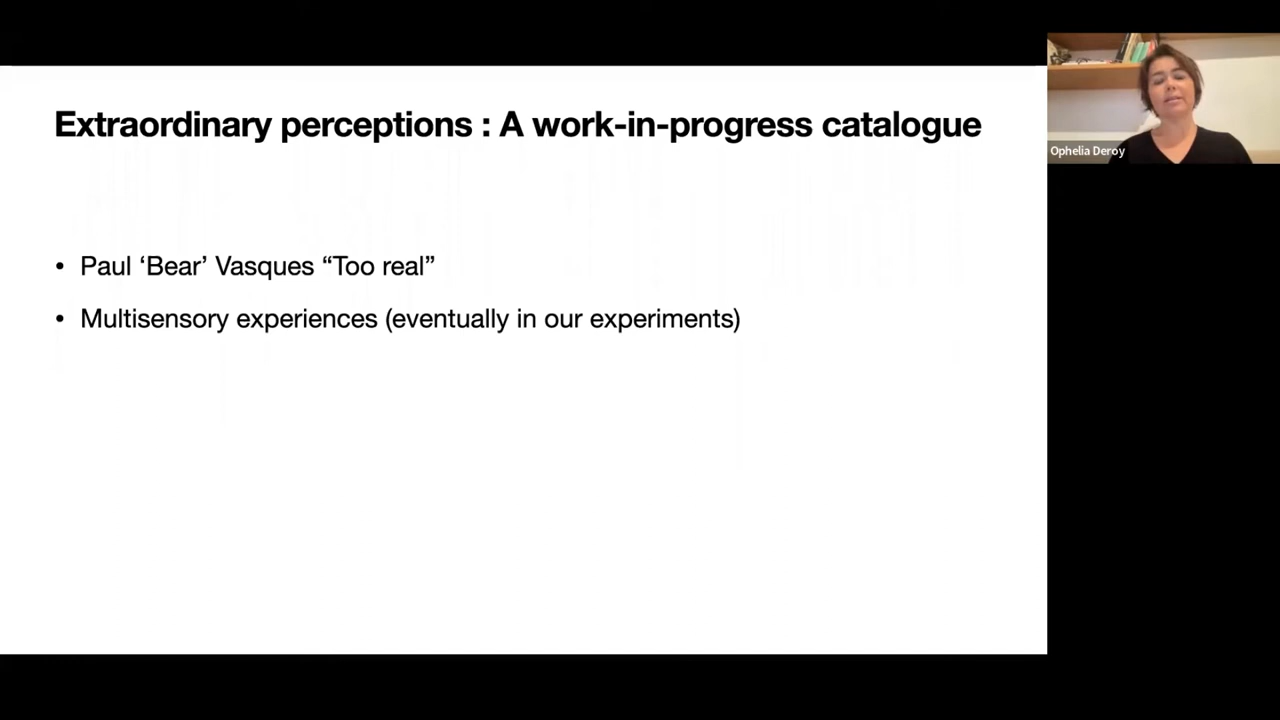 Extraordinary perceptions : A work-in-progress catalogue
• Paul ‘Bear’ Vasques “Too real”
• Multisensory experiences (eventually in our experiments)
Ophelia Deroy